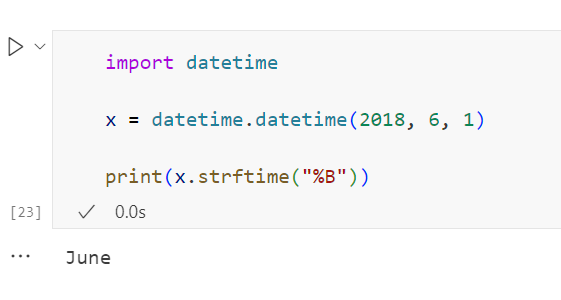 import datetime
x = datetime.datetime(2018, 6, 1)
print(x.strftime("%B"))
[23] 0.0s
... June